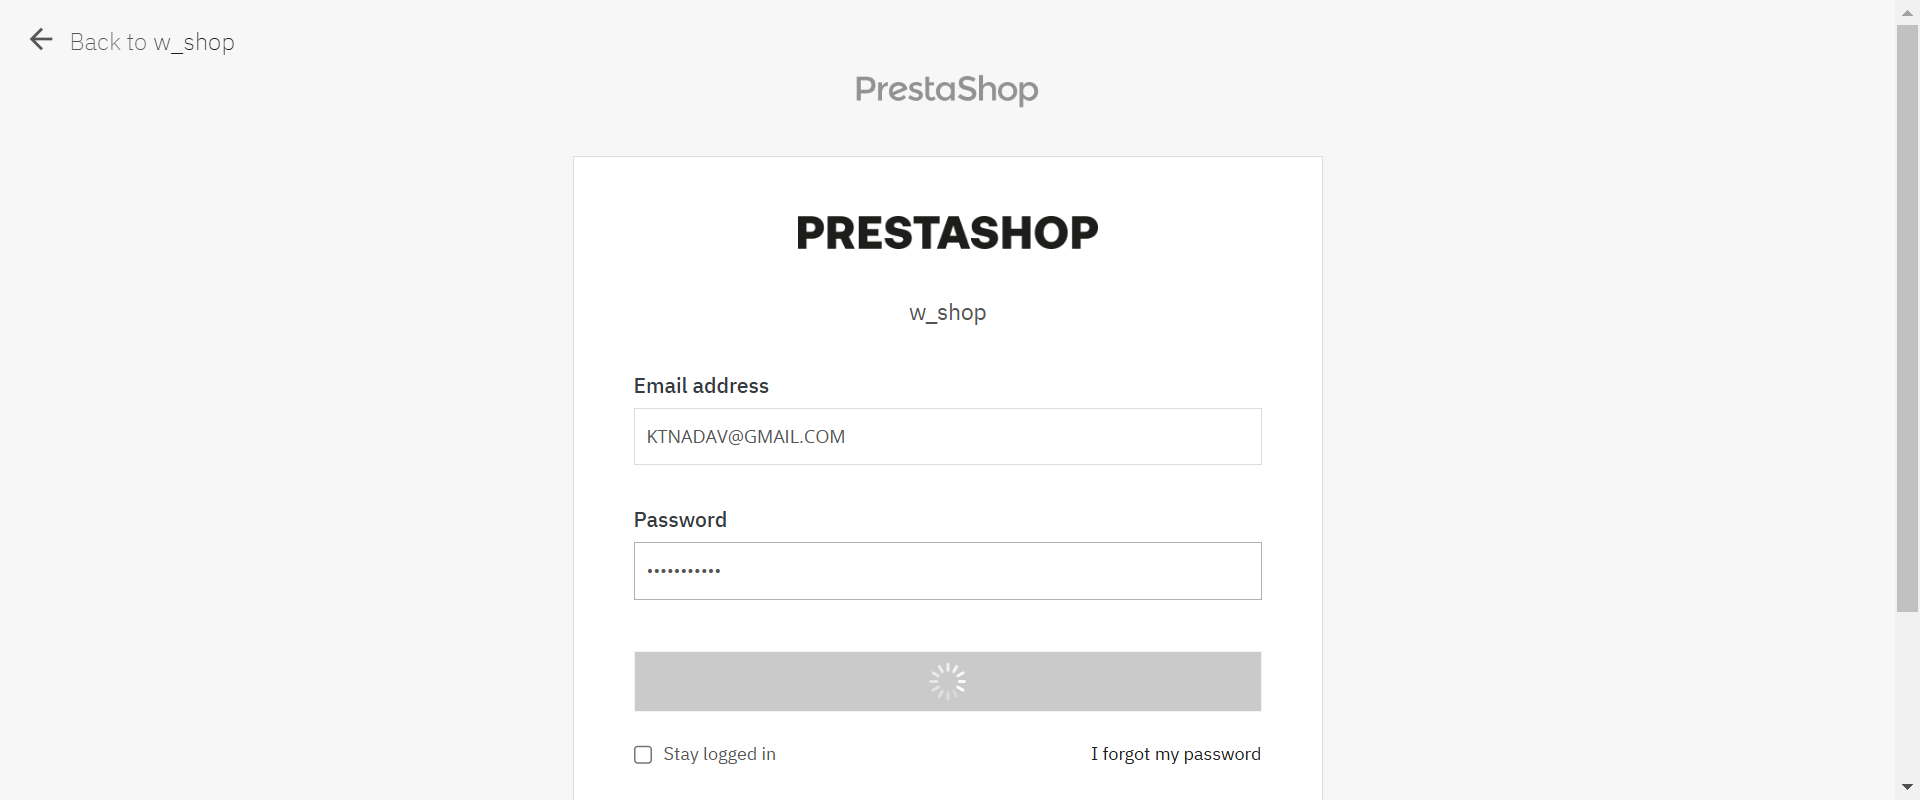 Back to w_shop
PrestaShop
PRESTASHOP
w_shop
Email address
KTNADAV@GMAIL.COM
Password
•••••••••••
Stay logged in
I forgot my password